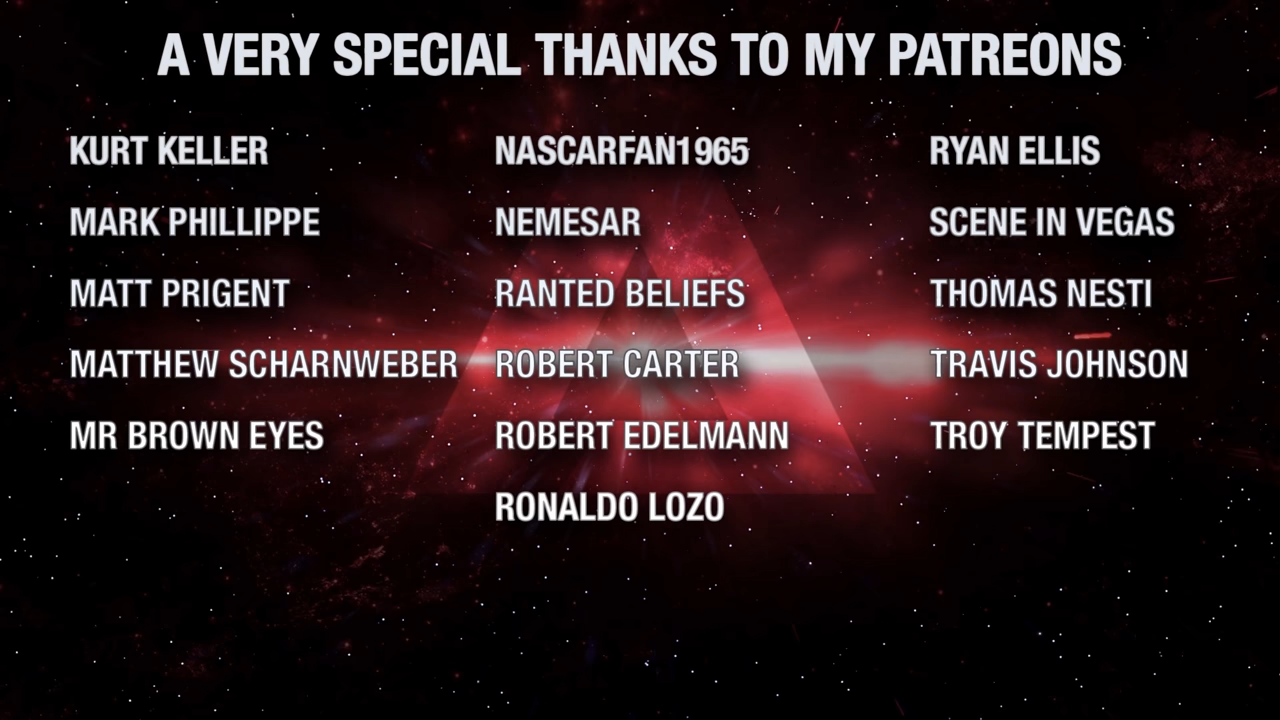 A VERY SPECIAL THANKS TO MY PATREONS
KURT KELLER
MARK PHILLIPPE
MATT PRIGENT
MATTHEW SCHARNWEBER
MR BROWN EYES
NASCARFAN1965
NEMESAR
RANTED BELIEFS
ROBERT CARTER
ROBERT EDELMANN
RONALDO LOZO
RYAN ELLIS
SCENE IN VEGAS
THOMAS NESTI
TRAVIS JOHNSON
TROY TEMPEST